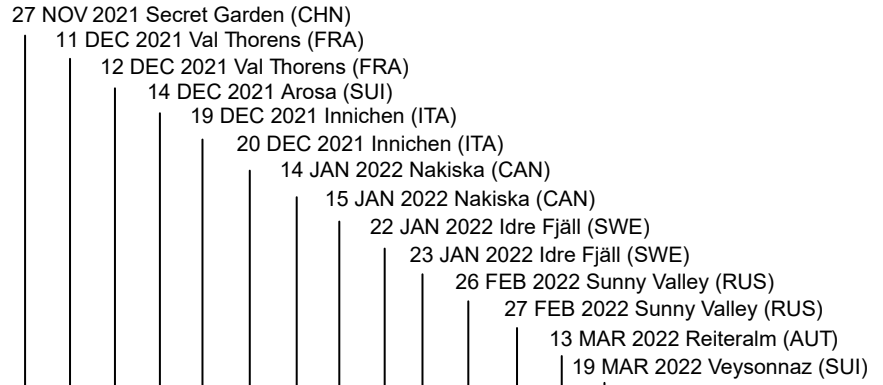 27 NOV 2021 Secret Garden (CHN)
11 DEC 2021 Val Thorens (FRA)
12 DEC 2021 Val Thorens (FRA)
14 DEC 2021 Arosa (SUI)
19 DEC 2021 Innichen (ITA)
20 DEC 2021 Innichen (ITA)
14 JAN 2022 Nakiska (CAN)
15 JAN 2022 Nakiska (CAN)
22 JAN 2022 Idre Fjäll (SWE)
23 JAN 2022 Idre Fjäll (SWE)
26 FEB 2022 Sunny Valley (RUS)
27 FEB 2022 Sunny Valley (RUS)
13 MAR 2022 Reiteralm (AUT)
19 MAR 2022 Veysonnaz (SUI)